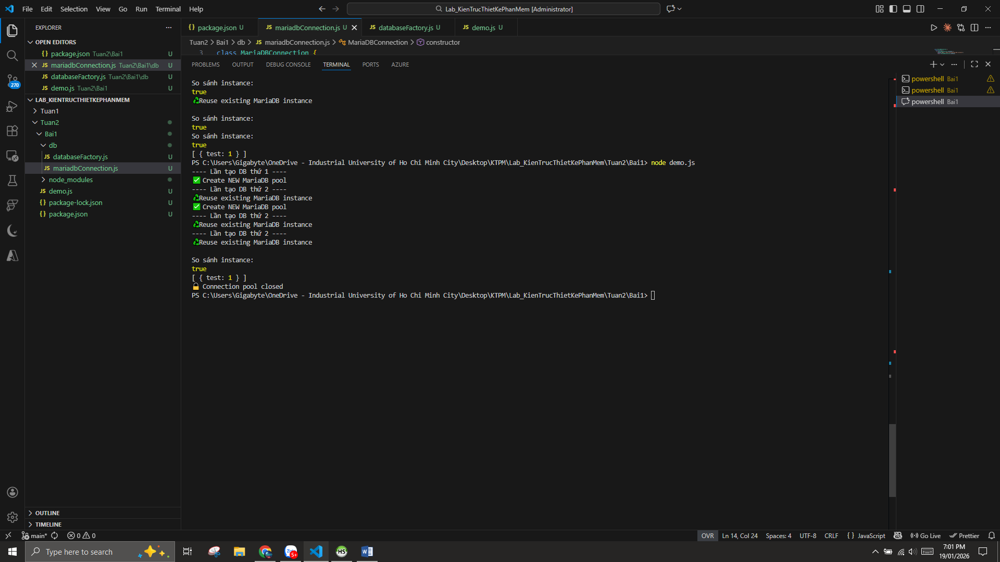 File Edit Selection View Go Run Terminal Help
Lab_KienTrucThietKePhanMem [Administrator]
EXPLORER
OPEN EDITORS
package.json Tuan2\Bai1 U
mariadbConnection.js Tuan2\Bai1\db U
databaseFactory.js Tuan2\Bai1\db U
demo.js Tuan2\Bai1 U
LAB_KIENTRUCTHIETKEPHANMEM
Tuan1
Tuan2
Bai1
db
databaseFactory.js U
mariadbConnection.js U
node_modules
demo.js U
package-lock.json U
package.json U
OUTLINE
TIMELINE
270
package.json U
mariadbConnection.js U
databaseFactory.js U
demo.js U
Tuan2 > Bai1 > db > JS mariadbConnection.js > MariaDBConnection > constructor
3 class MariaDBConnection {
PROBLEMS OUTPUT DEBUG CONSOLE TERMINAL PORTS AZURE
So sánh instance:
true
♻Reuse existing MariaDB instance
So sánh instance:
true
So sánh instance:
true
[ { test: 1 } ]
PS C:\Users\Gigabyte\OneDrive - Industrial University of Ho Chi Minh City\Desktop\KTPM\Lab_KienTrucThietKePhanMem\Tuan2\Bai1> node demo.js
---- Lần tạo DB thứ 1 ----
✅ Create NEW MariaDB pool
---- Lần tạo DB thứ 2 ----
♻Reuse existing MariaDB instance
✅ Create NEW MariaDB pool
---- Lần tạo DB thứ 2 ----
♻Reuse existing MariaDB instance
---- Lần tạo DB thứ 2 ----
♻Reuse existing MariaDB instance
So sánh instance:
true
[ { test: 1 } ]
🔒 Connection pool closed
PS C:\Users\Gigabyte\OneDrive - Industrial University of Ho Chi Minh City\Desktop\KTPM\Lab_KienTrucThietKePhanMem\Tuan2\Bai1>
powershell Bai1
powershell Bai1
powershell Bai1
main* 0 0
OVR Ln 14, Col 24 Spaces: 4 UTF-8 CRLF { } JavaScript Go Live Prettier
Type here to search
5+
HS
7:01 PM
19/01/2026